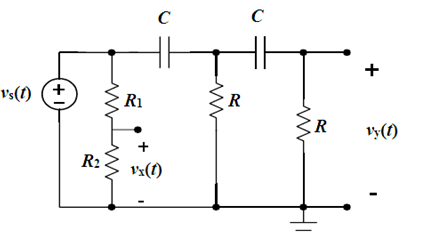 C
C
vs(t)
+
R1
R
R
+
vy(t)
-
R2
+
vx(t)
-